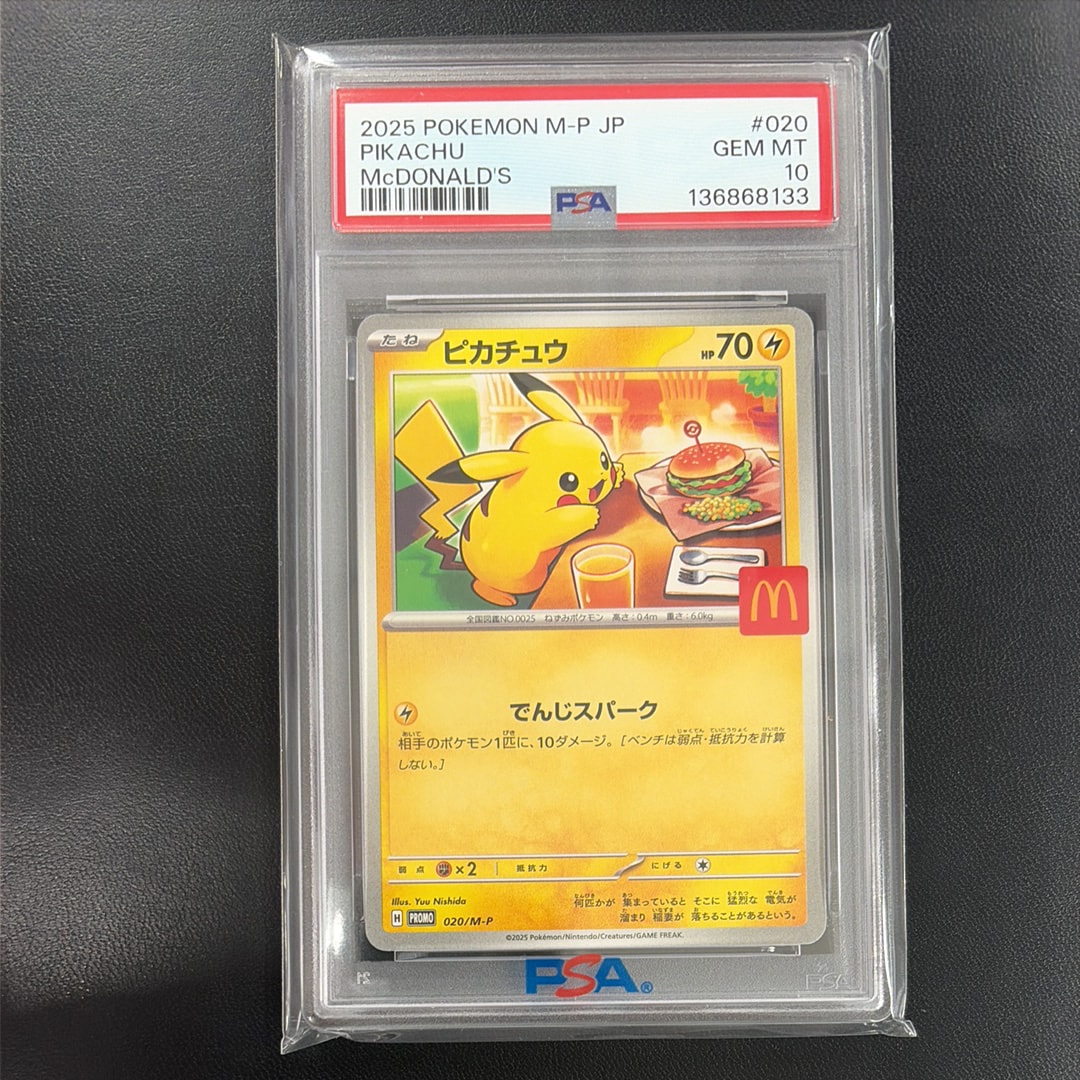 2025 POKEMON M-P JP #020
PIKACHU GEM MT
McDONALD'S 10
PSA 136868133
たね ピカチュウ HP70
M
全国図鑑NO.0025 ねずみポケモン 高さ:0.4m 重さ:6.0kg
でんじスパーク
相手のポケモン1匹に、10ダメージ。[ベンチは弱点・抵抗力を計算
しない。]
弱点 ×2 抵抗力 にげる
Illus. Yuu Nishida
何匹かが 集まっていると そこに 猛烈な 電気が
溜まり 稲妻が 落ちることがあるという。
H PROMO 020/M-P
©2025 Pokémon/Nintendo/Creatures/GAME FREAK.
PSA®
PSA